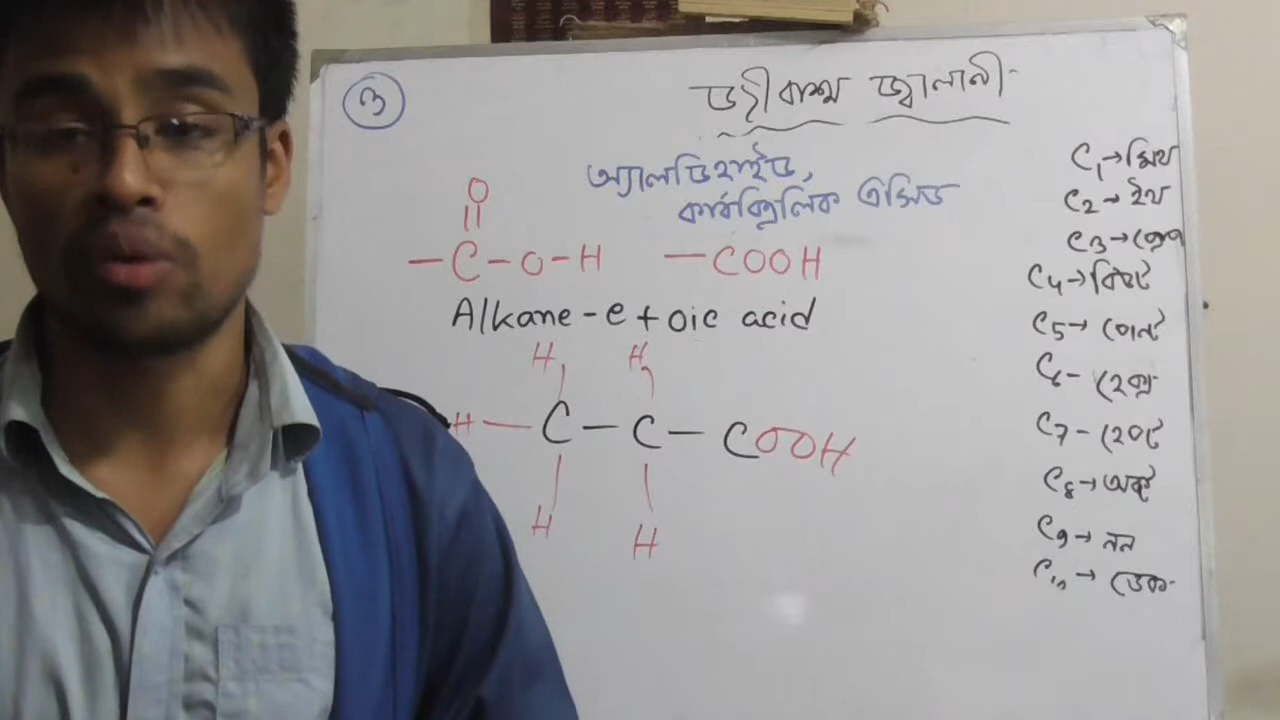 ৩
জীবাশ্ম জ্বালানী
অ্যালডিহাইড,
কার্বক্সিলিক এসিড
O
||
—C—O—H —COOH
Alkane-e+oic acid
H H
H—C—C—COOH
H H
C₁→মিথ
C₂→ইথ
C₃→প্রোপ
C₄→বিউট
C₅→পেন্ট
C₆-হেক্স
C₇-হেপ্ট
C₈→অক্ট
C₉→নন
C₁₀→ডেক